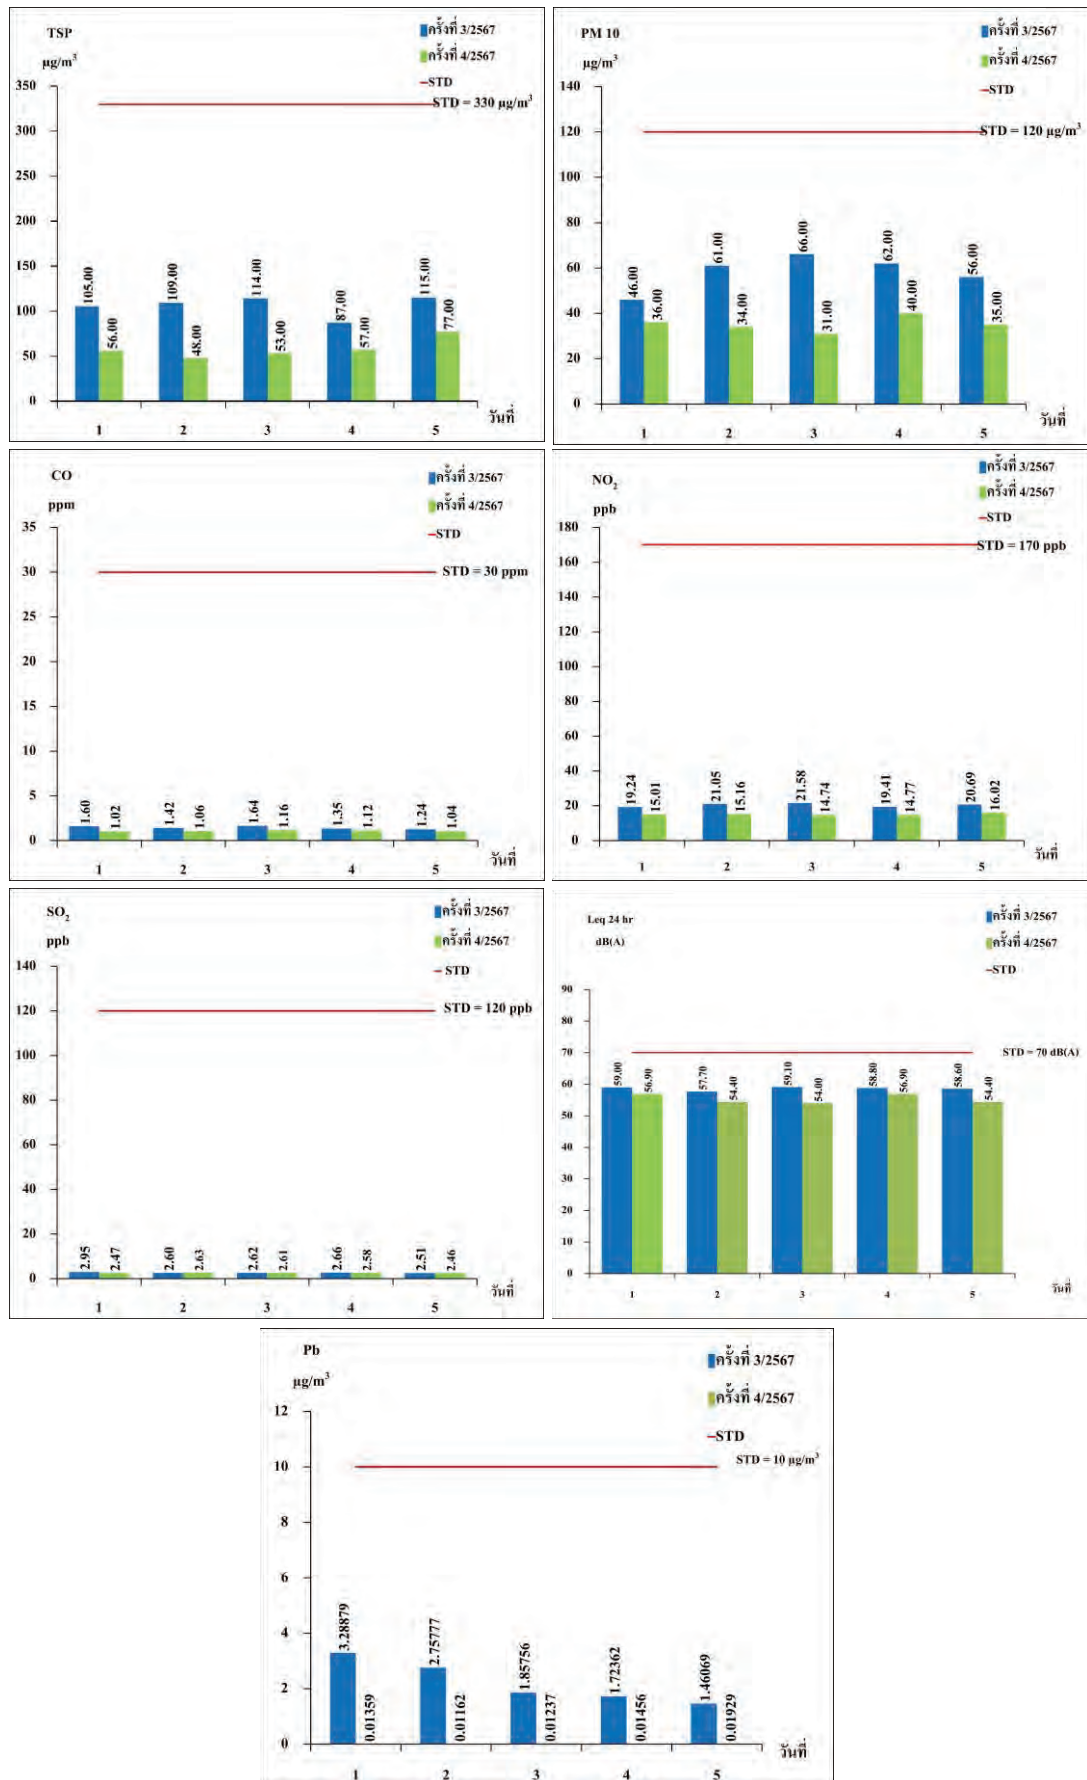 TSP
µg/m³
ครั้งที่ 3/2567
ครั้งที่ 4/2567
STD
350
300
250
200
150
100
50
0
STD = 330 µg/m³
105.00 56.00 109.00 48.00 114.00 53.00 87.00 57.00 115.00 77.00
1 2 3 4 5
วันที่
PM 10
µg/m³
ครั้งที่ 3/2567
ครั้งที่ 4/2567
STD
140
120
100
80
60
40
20
0
STD = 120 µg/m³
46.00 36.00 61.00 34.00 66.00 31.00 62.00 40.00 56.00 35.00
1 2 3 4 5
วันที่
CO
ppm
ครั้งที่ 3/2567
ครั้งที่ 4/2567
STD
35
30
25
20
15
10
5
0
STD = 30 ppm
1.60 1.02 1.42 1.06 1.64 1.16 1.35 1.12 1.24 1.04
1 2 3 4 5
วันที่
NO₂
ppb
ครั้งที่ 3/2567
ครั้งที่ 4/2567
STD
180
160
140
120
100
80
60
40
20
0
STD = 170 ppb
19.24 15.01 21.05 15.16 21.58 14.74 19.41 14.77 20.69 16.02
1 2 3 4 5
วันที่
SO₂
ppb
ครั้งที่ 3/2567
ครั้งที่ 4/2567
STD
140
120
100
80
60
40
20
0
STD = 120 ppb
2.95 2.47 2.60 2.63 2.62 2.61 2.66 2.58 2.51 2.46
1 2 3 4 5
วันที่
Leq 24 hr
dB(A)
ครั้งที่ 3/2567
ครั้งที่ 4/2567
STD
90
80
70
60
50
40
30
20
10
0
STD = 70 dB(A)
59.00 56.90 57.70 54.40 59.10 54.00 58.80 56.90 58.60 54.40
1 2 3 4 5
วันที่
Pb
µg/m³
ครั้งที่ 3/2567
ครั้งที่ 4/2567
STD
12
10
8
6
4
2
0
STD = 10 µg/m³
3.28879 0.01359 2.75777 0.01162 1.85756 0.01237 1.72362 0.01456 1.46069 0.01929
1 2 3 4 5
วันที่